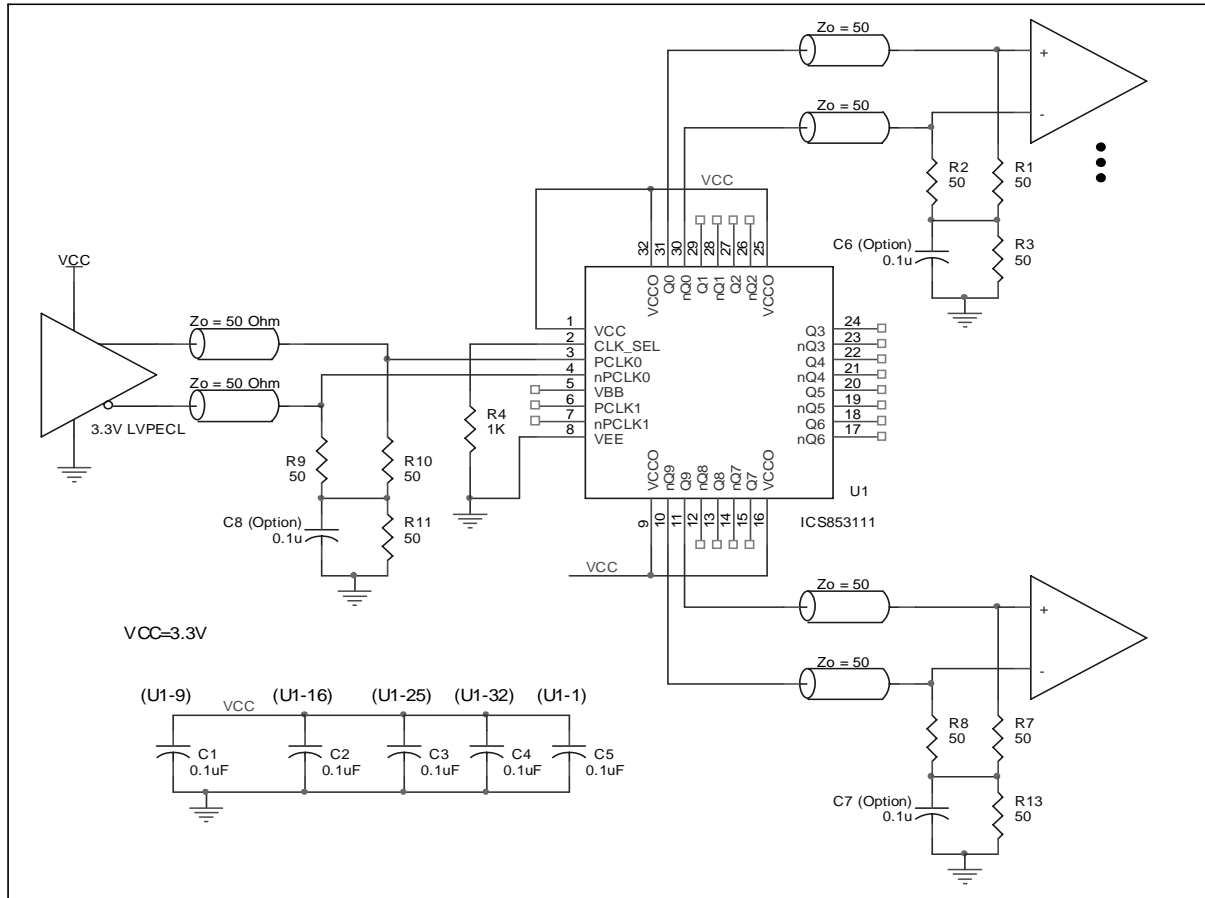 Zo = 50
+
Zo = 50
-
R2
50
R1
50
C6 (Option)
0.1u
R3
50
VCC
32
31
30
29
28
27
26
25
VCCO
Q0
nQ0
Q1
nQ1
Q2
nQ2
VCCO
VCC
Zo = 50 Ohm
Zo = 50 Ohm
3.3V LVPECL
R9
50
R10
50
C8 (Option)
0.1u
R11
50
R4
1K
1
2
3
4
5
6
7
8
VCC
CLK_SEL
PCLK0
nPCLK0
VBB
PCLK1
nPCLK1
VEE
Q3
nQ3
Q4
nQ4
Q5
nQ5
Q6
nQ6
24
23
22
21
20
19
18
17
VCCO
nQ9
Q9
nQ8
Q8
nQ7
Q7
VCCO
9
10
11
12
13
14
15
16
U1
ICS853111
VCC
Zo = 50
+
Zo = 50
-
R8
50
R7
50
C7 (Option)
0.1u
R13
50
VCC=3.3V
(U1-9)
(U1-16)
(U1-25)
(U1-32)
(U1-1)
VCC
C1
0.1uF
C2
0.1uF
C3
0.1uF
C4
0.1uF
C5
0.1uF